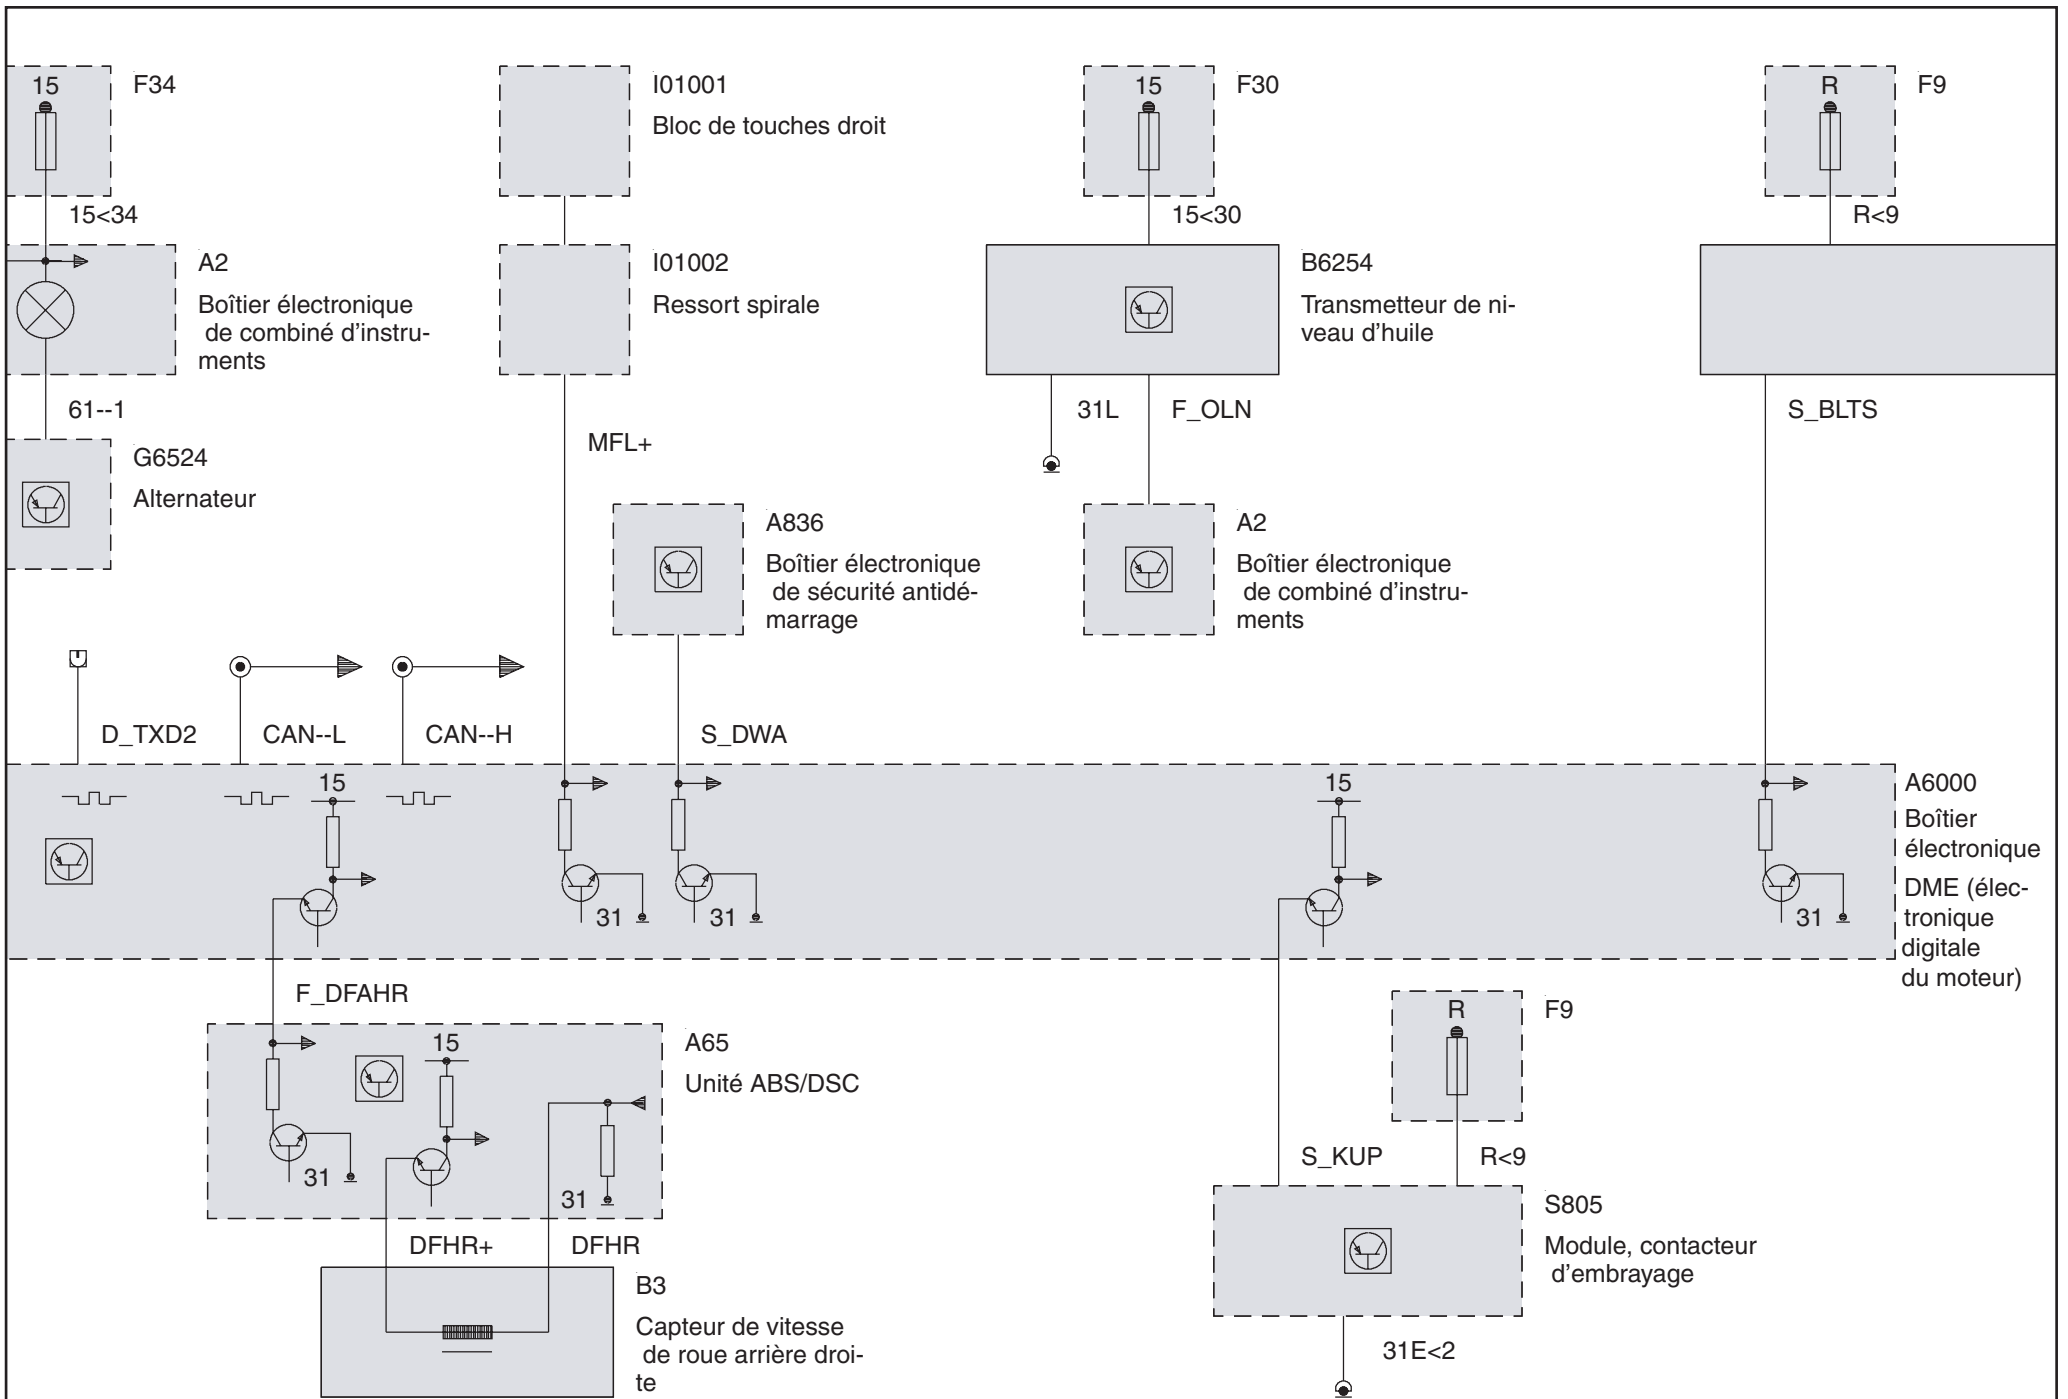 15
F34
I01001
Bloc de touches droit
15
F30
R
F9
15<34
15<30
R<9
A2
Boîtier électronique
de combiné d'instru-
ments
I01002
Ressort spirale
B6254
Transmetteur de ni-
veau d'huile
61--1
31L
F_OLN
S_BLTS
G6524
Alternateur
MFL+
A836
Boîtier électronique
de sécurité antidé-
marrage
A2
Boîtier électronique
de combiné d'instru-
ments
D_TXD2
CAN--L
CAN--H
S_DWA
15
15
31
31
31
A6000
Boîtier
électronique
DME (élec-
tronique
digitale
du moteur)
F_DFAHR
R
F9
15
31
31
A65
Unité ABS/DSC
S_KUP
R<9
DFHR+
DFHR
S805
Module, contacteur
d'embrayage
B3
Capteur de vitesse
de roue arrière droi-
te
31E<2